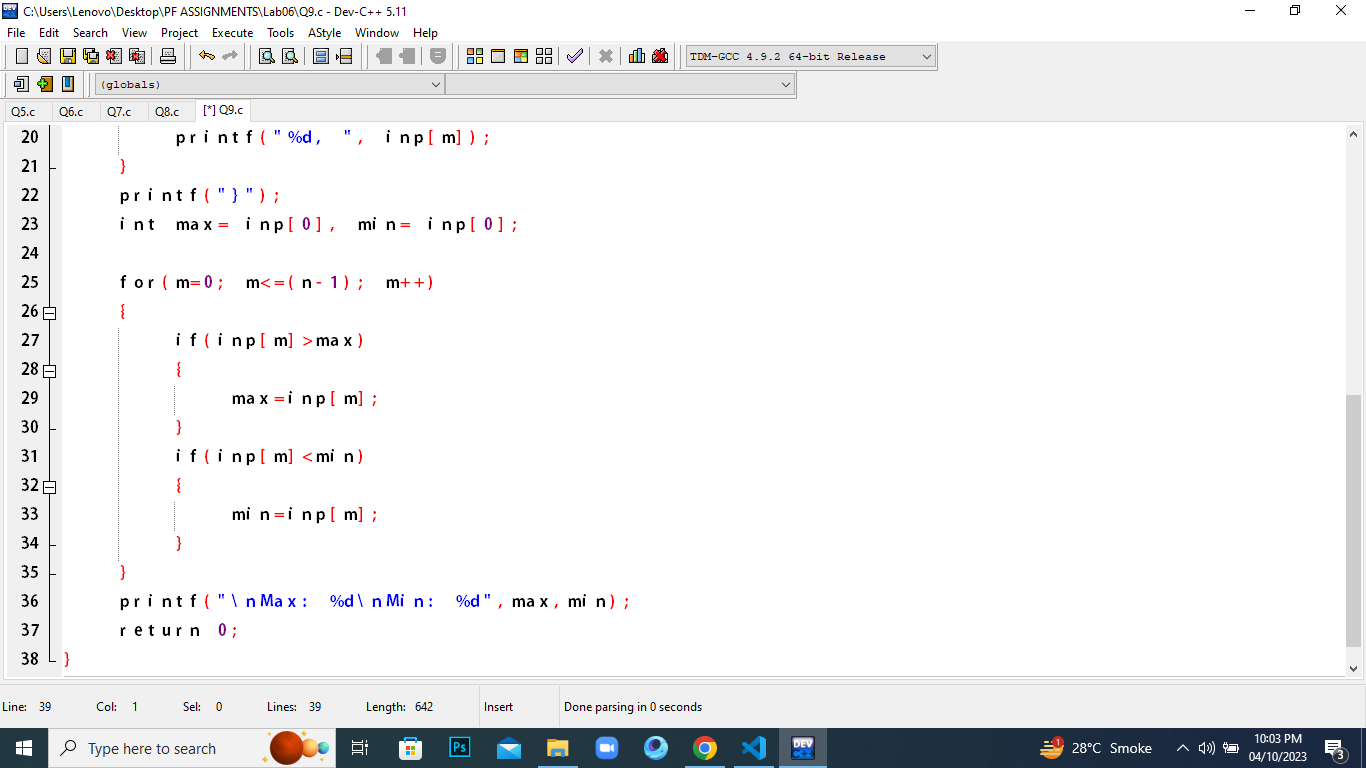 C:\Users\Lenovo\Desktop\PF ASSIGNMENTS\Lab06\Q9.c - Dev-C++ 5.11
File Edit Search View Project Execute Tools AStyle Window Help
TDM-GCC 4.9.2 64-bit Release
(globals)
Q5.c Q6.c Q7.c Q8.c [*] Q9.c
20 printf("%d, ", inp[m]);
21 }
22 printf("}");
23 int max= inp[0], min= inp[0];
24
25 for(m=0; m<=(n-1); m++)
26 {
27 if(inp[m]>max)
28 {
29 max=inp[m];
30 }
31 if(inp[m]<min)
32 {
33 min=inp[m];
34 }
35 }
36 printf("\nMax: %d\nMin: %d",max,min);
37 return 0;
38 }
Line: 39 Col: 1 Sel: 0 Lines: 39 Length: 642 Insert Done parsing in 0 seconds
Type here to search
Ps
DEV
1
28°C Smoke
10:03 PM
04/10/2023
3